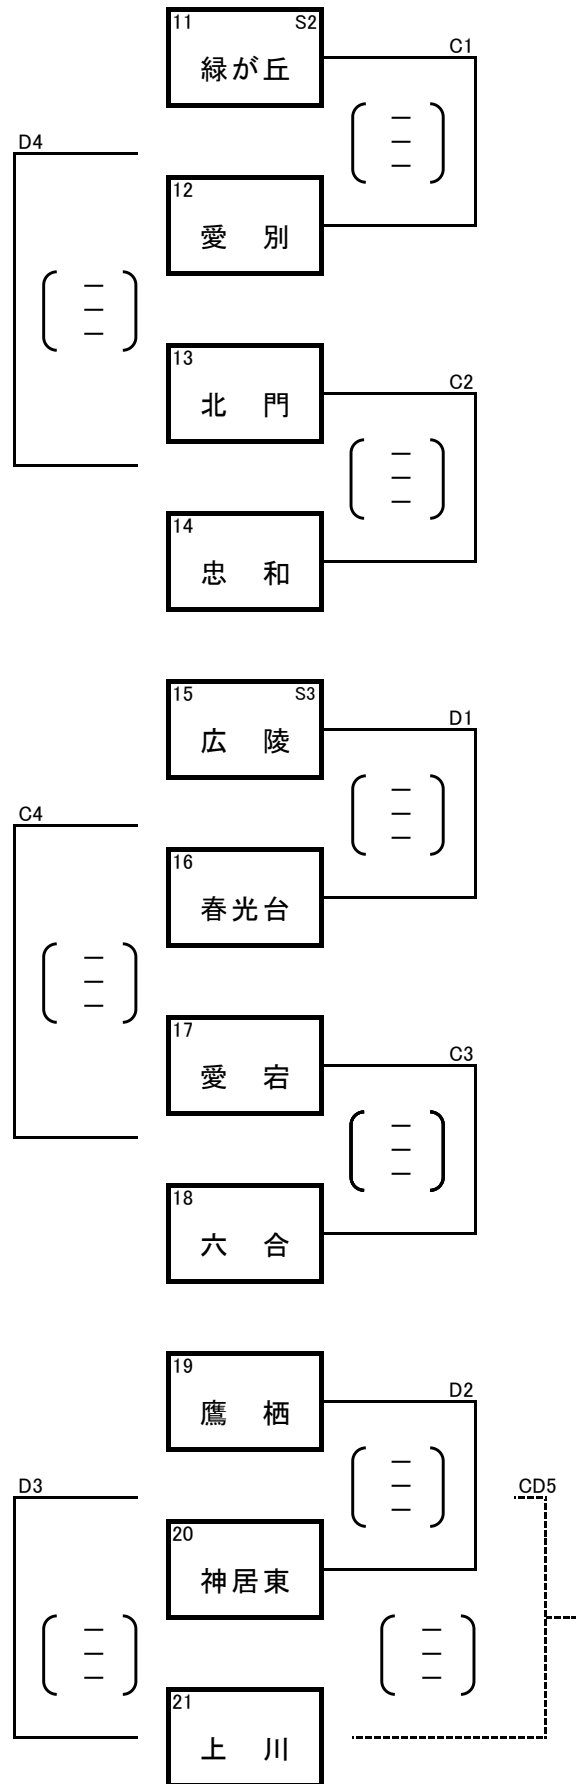 11 S2
緑が丘
C1
D4
12
愛 別
13
北 門
C2
14
忠 和
15 S3
広 陵
D1
C4
16
春光台
17
愛 宕
C3
18
六 合
19
鷹 栖
D2
D3
CD5
20
神居東
21
上 川